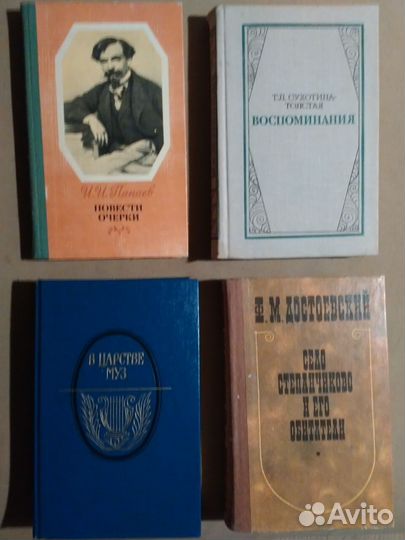 И.И. Панаев
ПОВЕСТИ
ОЧЕРКИ
Т.Л. СУХОТИНА-
ТОЛСТАЯ
ВОСПОМИНАНИЯ
В ЦАРСТВЕ
МУЗ
Ф.М. ДОСТОЕВСКИЙ
СЕЛО
СТЕПАНЧИКОВО
И ЕГО
ОБИТАТЕЛИ
Avito